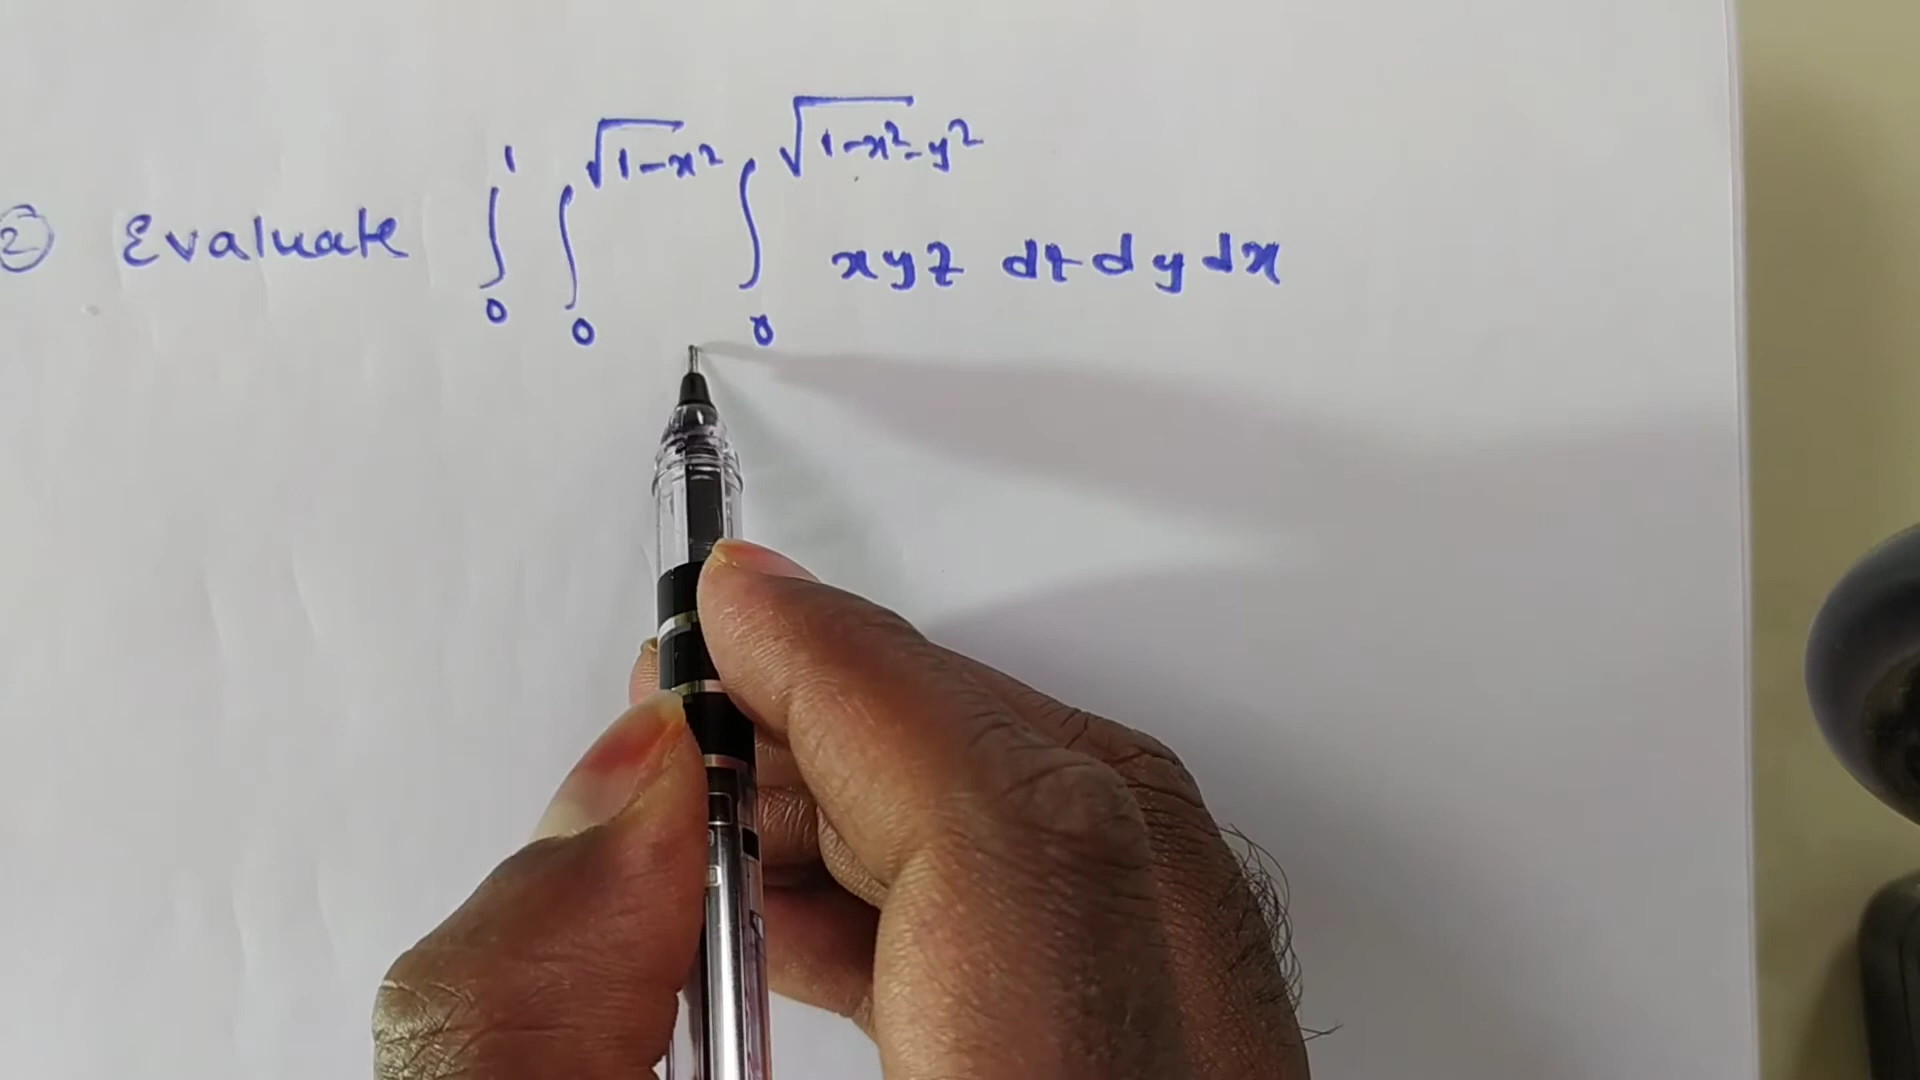 ② Evaluate ∫₀¹ ∫₀^√(1-x²) ∫₀^√(1-x²-y²) xyz dz dy dx